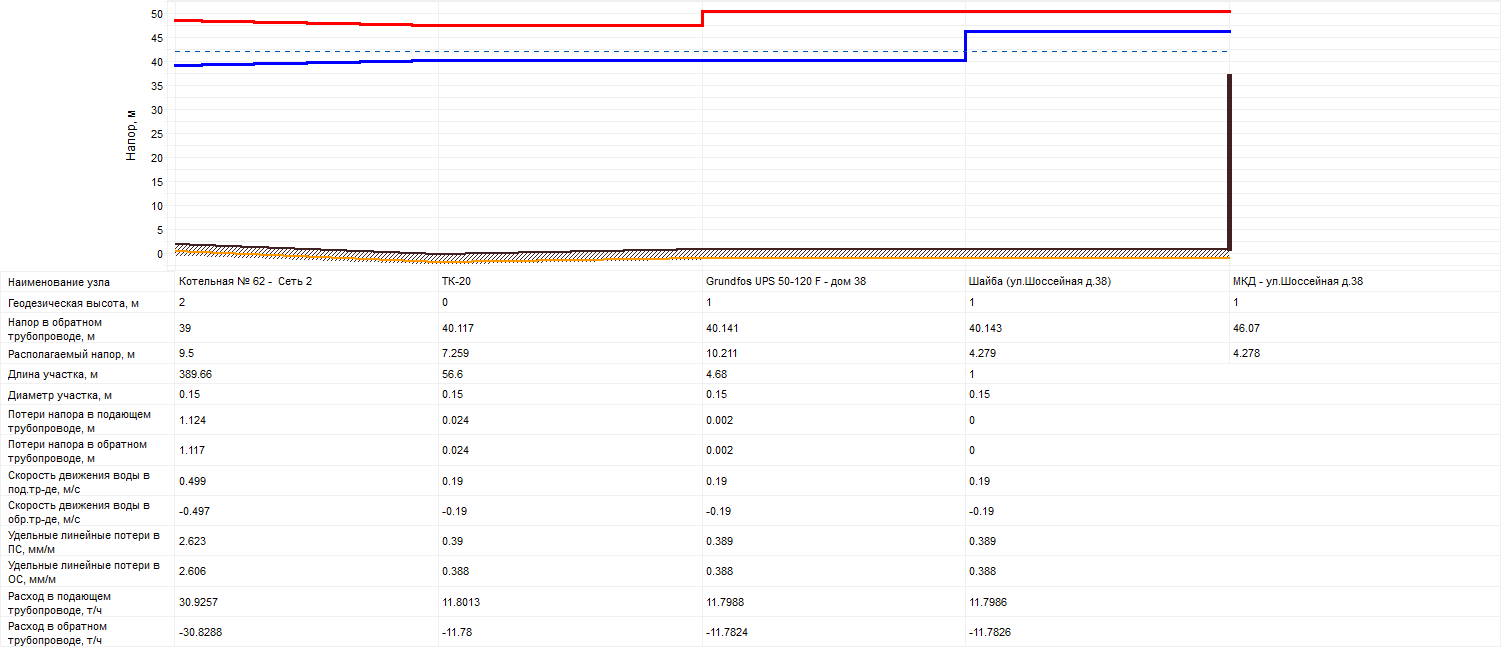 50
45
40
35
30
25
20
15
10
5
0
Напор, м
Наименование узла Котельная № 62 - Сеть 2 ТК-20 Grundfos UPS 50-120 F - дом 38 Шайба (ул.Шоссейная д.38) МКД - ул.Шоссейная д.38
Геодезическая высота, м 2 0 1 1 1
Напор в обратном
трубопроводе, м 39 40.117 40.141 40.143 46.07
Располагаемый напор, м 9.5 7.259 10.211 4.279 4.278
Длина участка, м 389.66 56.6 4.68 1
Диаметр участка, м 0.15 0.15 0.15 0.15
Потери напора в подающем
трубопроводе, м 1.124 0.024 0.002 0
Потери напора в обратном
трубопроводе, м 1.117 0.024 0.002 0
Скорость движения воды в
под.тр-де, м/с 0.499 0.19 0.19 0.19
Скорость движения воды в
обр.тр-де, м/с -0.497 -0.19 -0.19 -0.19
Удельные линейные потери в
ПС, мм/м 2.623 0.39 0.389 0.389
Удельные линейные потери в
ОС, мм/м 2.606 0.388 0.388 0.388
Расход в подающем
трубопроводе, т/ч 30.9257 11.8013 11.7988 11.7986
Расход в обратном
трубопроводе, т/ч -30.8288 -11.78 -11.7824 -11.7826